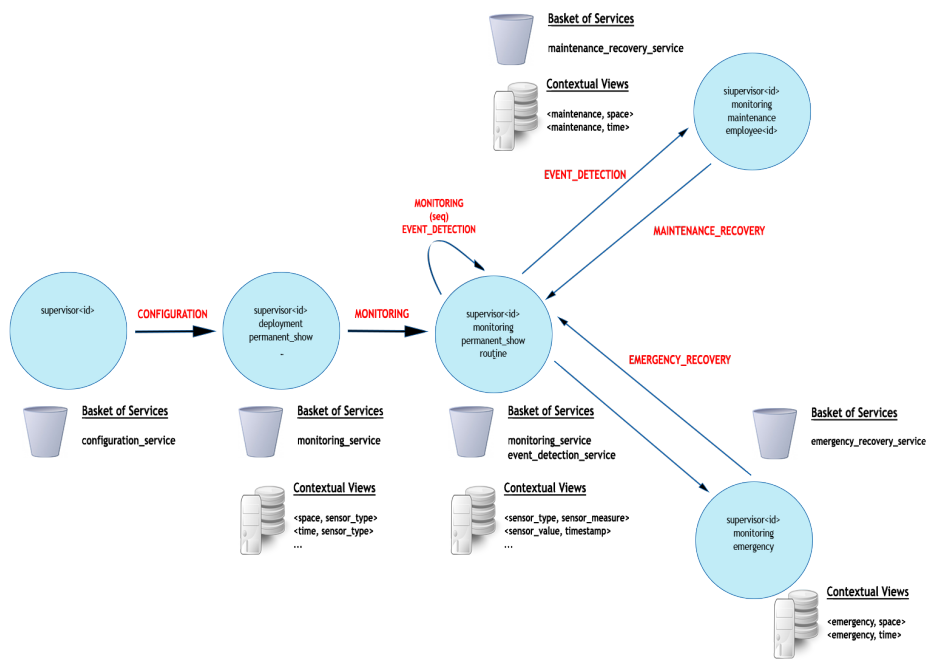 Basket of Services
maintenance_recovery_service
Contextual Views
<maintenance, space>
<maintenance, time>
siupervisor<id>
monitoring
maintenance
employee<id>
EVENT_DETECTION
MONITORING
(seq)
EVENT_DETECTION
MAINTENANCE_RECOVERY
supervisor<id>
CONFIGURATION
supervisor<id>
deployment
permanent_show
-
MONITORING
supervisor<id>
monitoring
permanent_show
routine
EMERGENCY_RECOVERY
Basket of Services
configuration_service
Basket of Services
monitoring_service
Contextual Views
<space, sensor_type>
<time, sensor_type>
...
Basket of Services
monitoring_service
event_detection_service
Contextual Views
<sensor_type, sensor_measure>
<sensor_value, timestamp>
...
Basket of Services
emergency_recovery_service
supervisor<id>
monitoring
emergency
Contextual Views
<emergency, space>
<emergency, time>